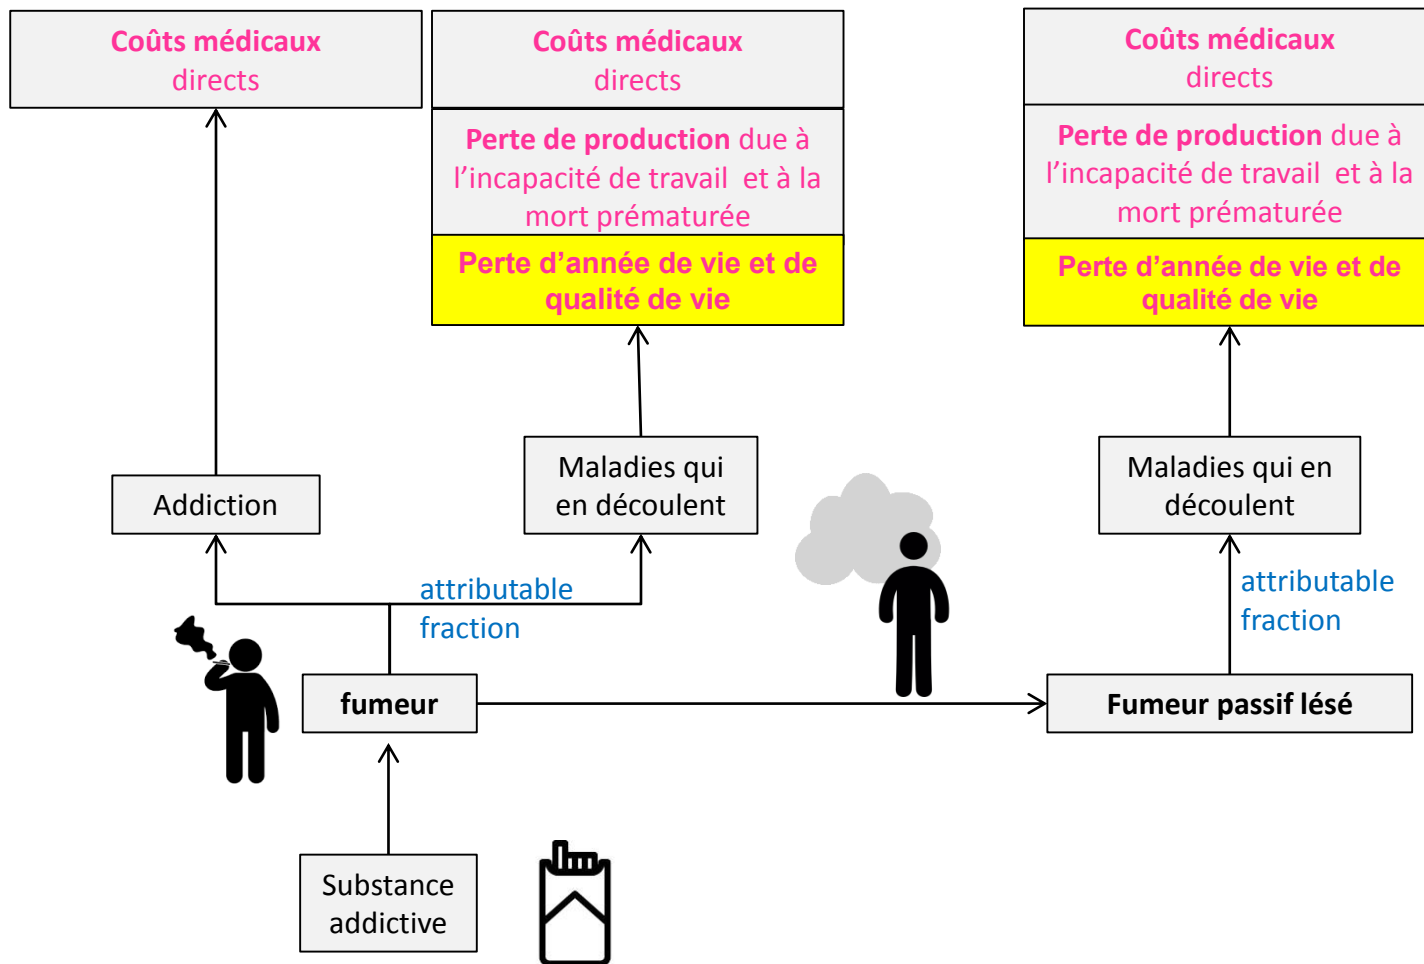 Coûts médicaux
directs
Coûts médicaux
directs
Perte de production due à
l’incapacité de travail et à la
mort prématurée
Perte d’année de vie et de
qualité de vie
Coûts médicaux
directs
Perte de production due à
l’incapacité de travail et à la
mort prématurée
Perte d’année de vie et de
qualité de vie
Addiction
Maladies qui
en découlent
Maladies qui en
découlent
attributable
fraction
attributable
fraction
fumeur
Fumeur passif lésé
Substance
addictive